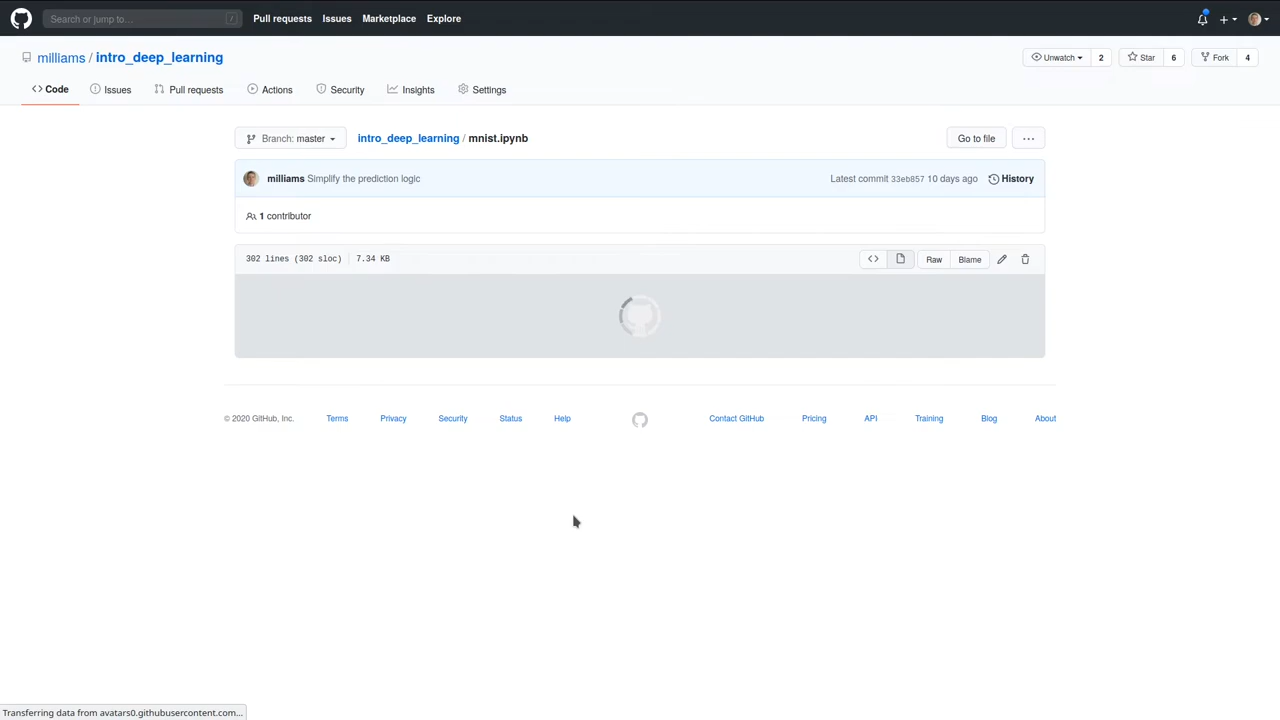 Search or jump to... /
Pull requests Issues Marketplace Explore
milliams / intro_deep_learning
Unwatch 2 Star 6 Fork 4
Code Issues Pull requests Actions Security Insights Settings
Branch: master intro_deep_learning / mnist.ipynb Go to file ...
milliams Simplify the prediction logic Latest commit 33eb857 10 days ago History
1 contributor
302 lines (302 sloc) 7.34 KB <> Raw Blame
© 2020 GitHub, Inc. Terms Privacy Security Status Help Contact GitHub Pricing API Training Blog About
Transferring data from avatars0.githubusercontent.com...